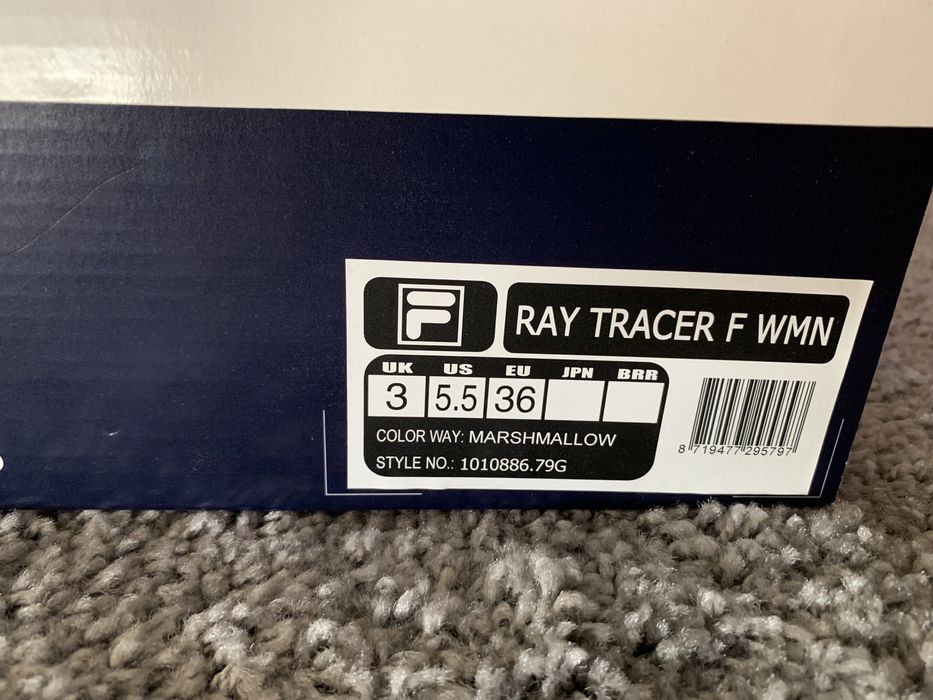 F
RAY TRACER F WMN
UK US EU JPN BRR
3 5.5 36
COLOR WAY: MARSHMALLOW
STYLE NO.: 1010886.79G
8 719477 295797